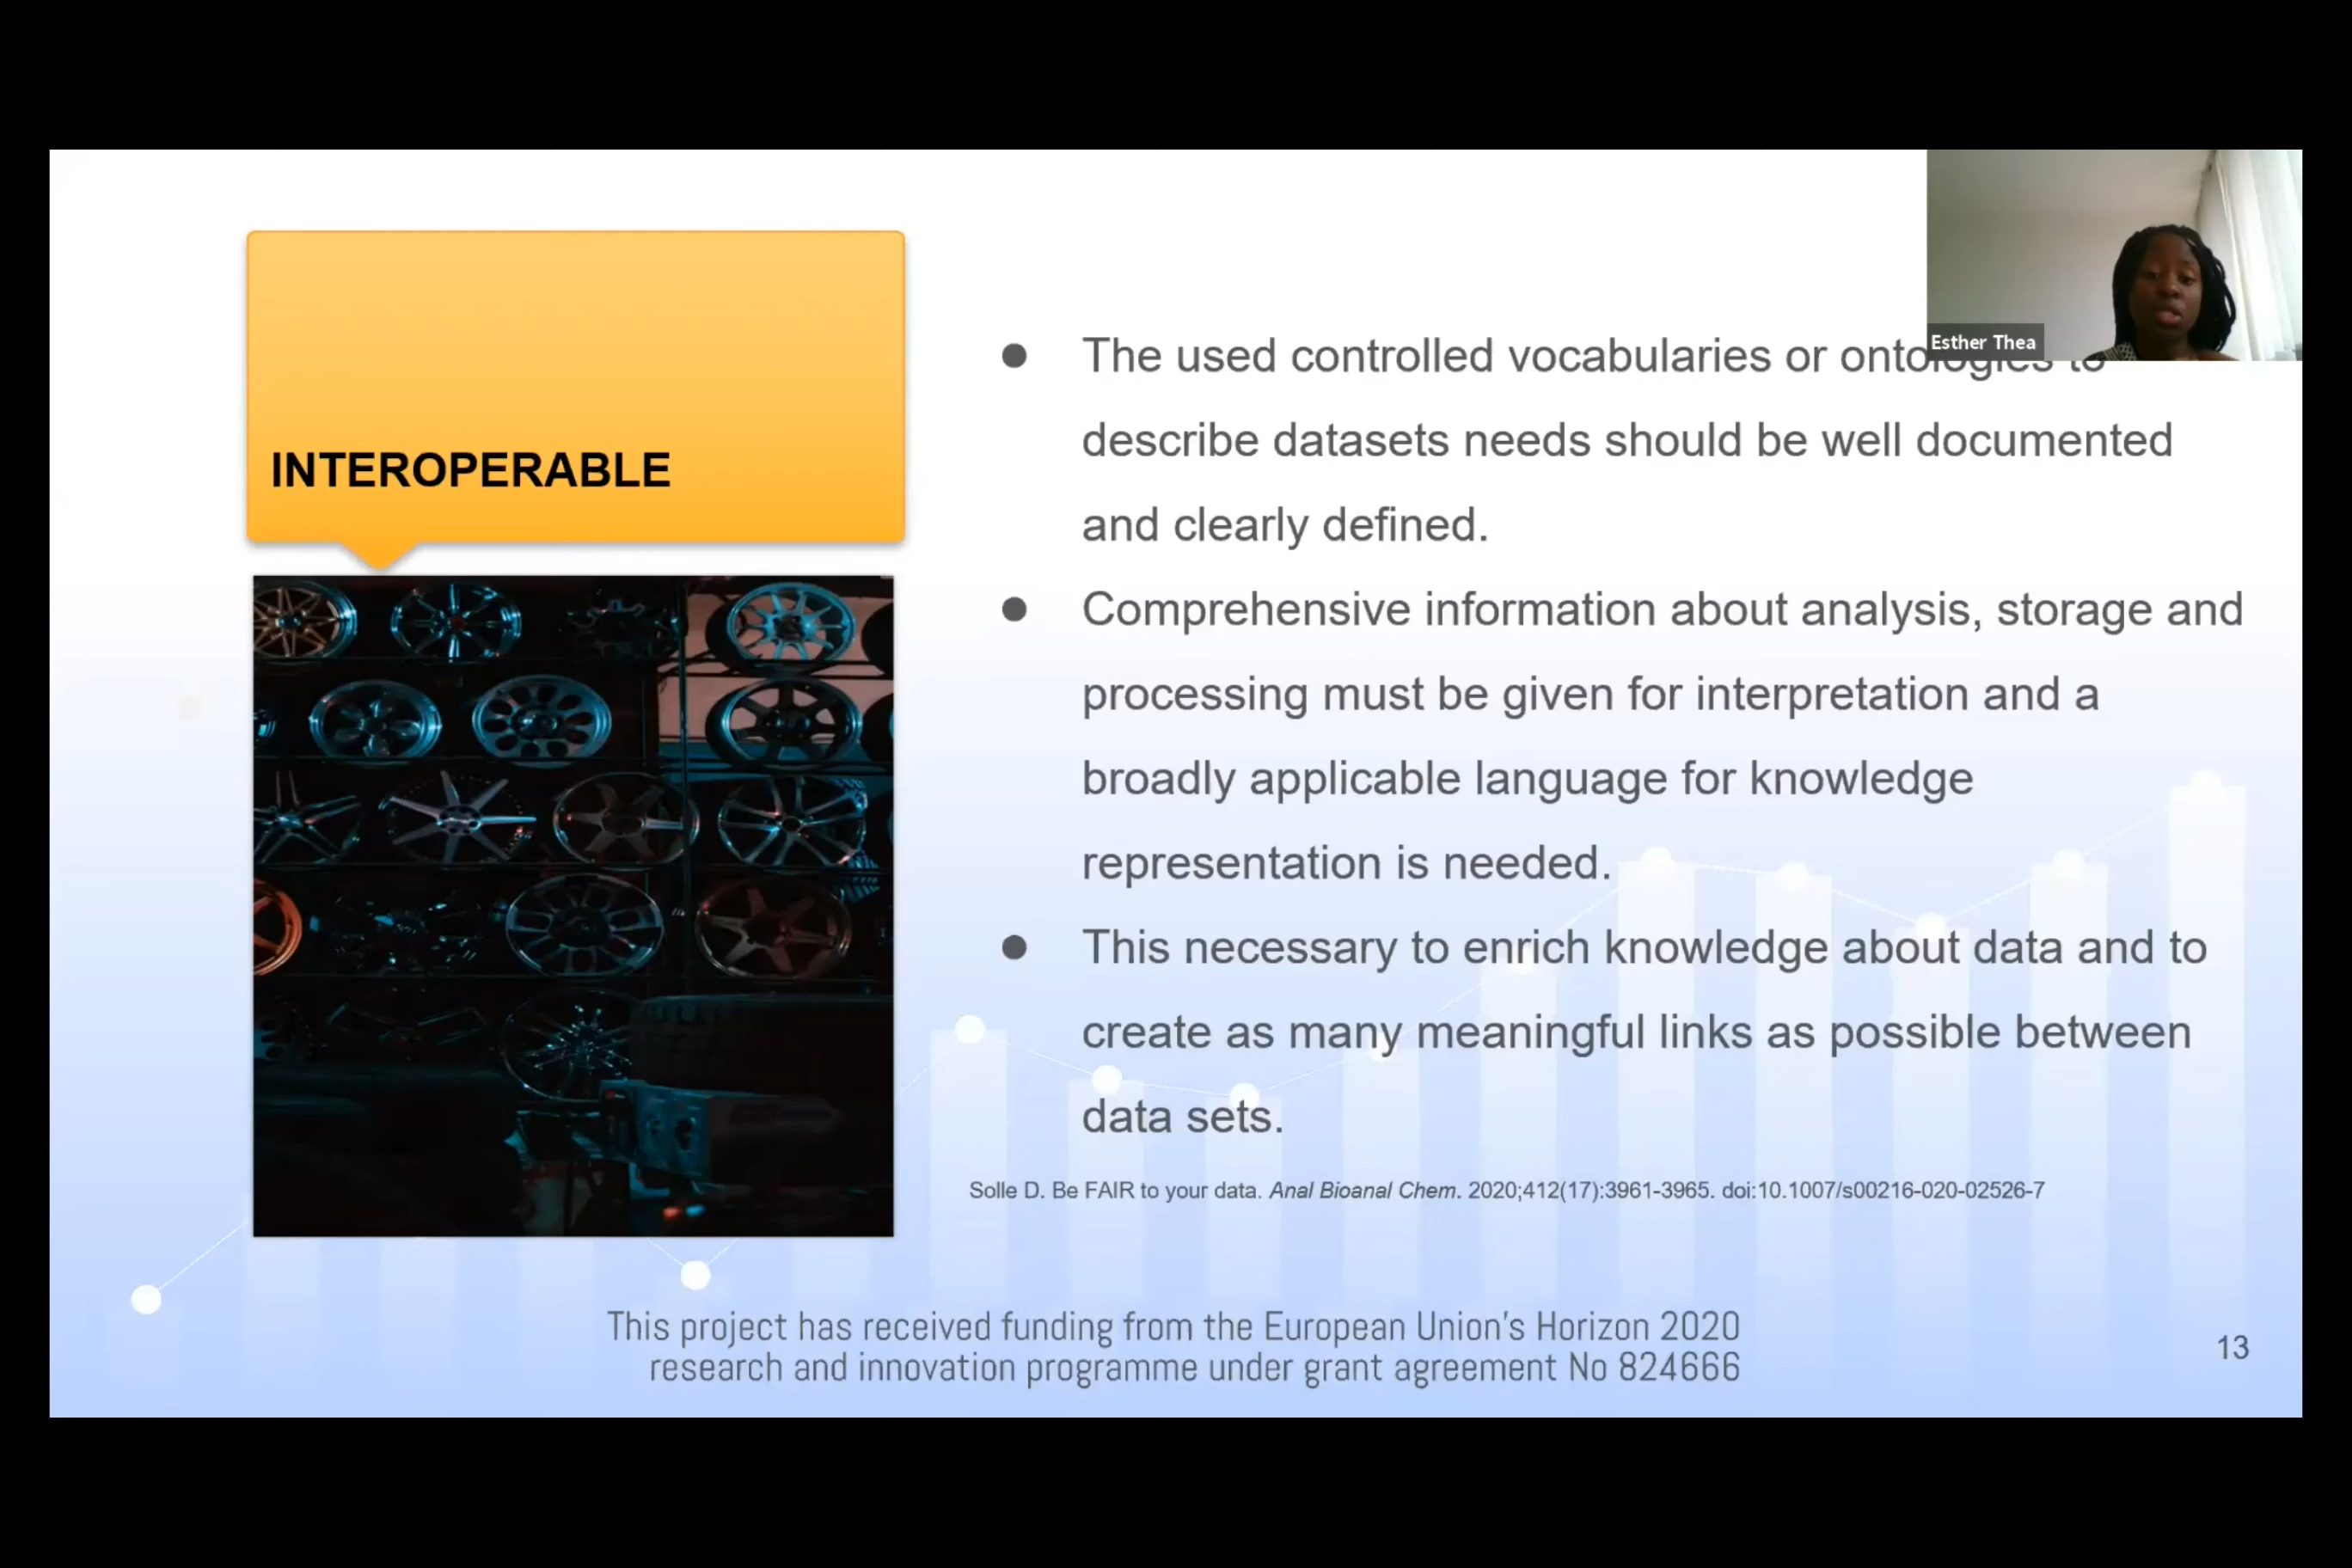 INTEROPERABLE
Esther Thea
The used controlled vocabularies or ontologies to
describe datasets needs should be well documented
and clearly defined.
Comprehensive information about analysis, storage and
processing must be given for interpretation and a
broadly applicable language for knowledge
representation is needed.
This necessary to enrich knowledge about data and to
create as many meaningful links as possible between
data sets.
Solle D. Be FAIR to your data. Anal Bioanal Chem. 2020;412(17):3961-3965. doi:10.1007/s00216-020-02526-7
This project has received funding from the European Union's Horizon 2020
research and innovation programme under grant agreement No 824666
13